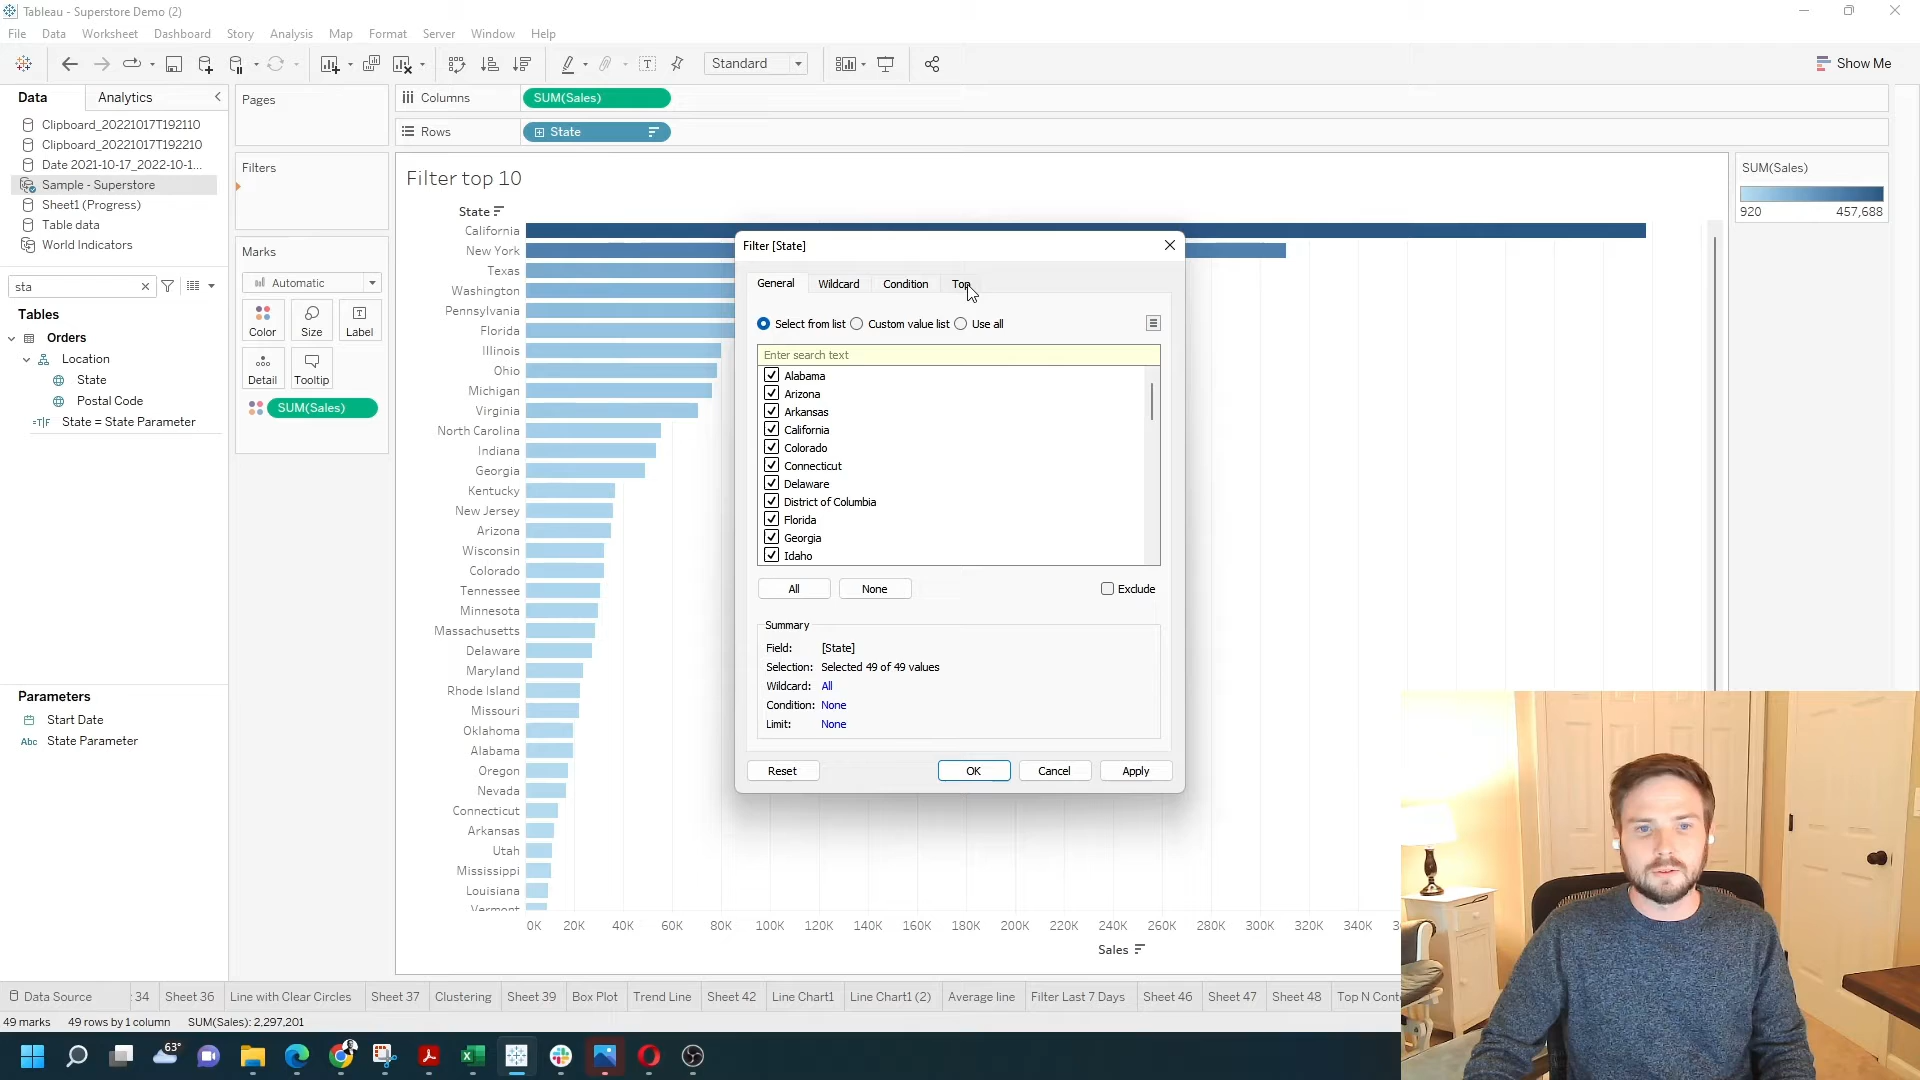 Tableau - Superstore Demo (2)
File Data Worksheet Dashboard Story Analysis Map Format Server Window Help
Standard
Show Me
Data Analytics
Pages
Columns SUM(Sales)
Rows State
Clipboard_20221017T192110
Clipboard_20221017T192210
Date 2021-10-17_2022-10-1...
Sample - Superstore
Sheet1 (Progress)
Table data
World Indicators
sta
Tables
Orders
Location
State
Postal Code
=T|F State = State Parameter
Parameters
Start Date
Abc State Parameter
Filters
Marks
Automatic
Color Size Label
Detail Tooltip
SUM(Sales)
Filter top 10
State
California
New York
Texas
Washington
Pennsylvania
Florida
Illinois
Ohio
Michigan
Virginia
North Carolina
Indiana
Georgia
Kentucky
New Jersey
Arizona
Wisconsin
Colorado
Tennessee
Minnesota
Massachusetts
Delaware
Maryland
Rhode Island
Missouri
Oklahoma
Alabama
Oregon
Nevada
Connecticut
Arkansas
Utah
Mississippi
Louisiana
Vermont
0K 20K 40K 60K 80K 100K 120K 140K 160K 180K 200K 220K 240K 260K 280K 300K 320K 340K
Sales
Filter [State]
General Wildcard Condition Top
Select from list Custom value list Use all
Enter search text
Alabama
Arizona
Arkansas
California
Colorado
Connecticut
Delaware
District of Columbia
Florida
Georgia
Idaho
All None Exclude
Summary
Field: [State]
Selection: Selected 49 of 49 values
Wildcard: All
Condition: None
Limit: None
Reset OK Cancel Apply
SUM(Sales)
920 457,688
Data Source 34 Sheet 36 Line with Clear Circles Sheet 37 Clustering Sheet 39 Box Plot Trend Line Sheet 42 Line Chart1 Line Chart1 (2) Average line Filter Last 7 Days Sheet 46 Sheet 47 Sheet 48 Top N
49 marks 49 rows by 1 column SUM(Sales): 2,297,201
63°